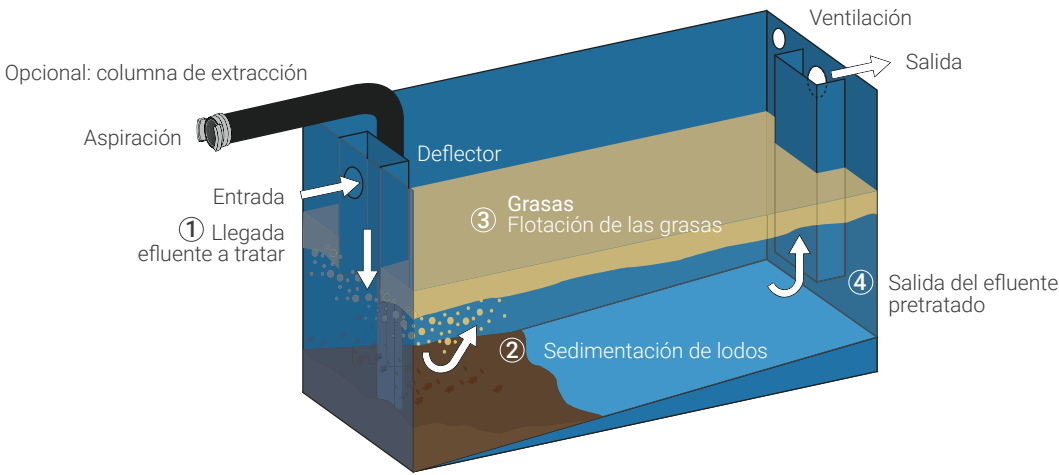 Ventilación
Salida
Opcional: columna de extracción
Aspiración
Deflector
Entrada
① Llegada
efluente a tratar
③ Grasas
Flotación de las grasas
④ Salida del efluente
pretratado
② Sedimentación de lodos